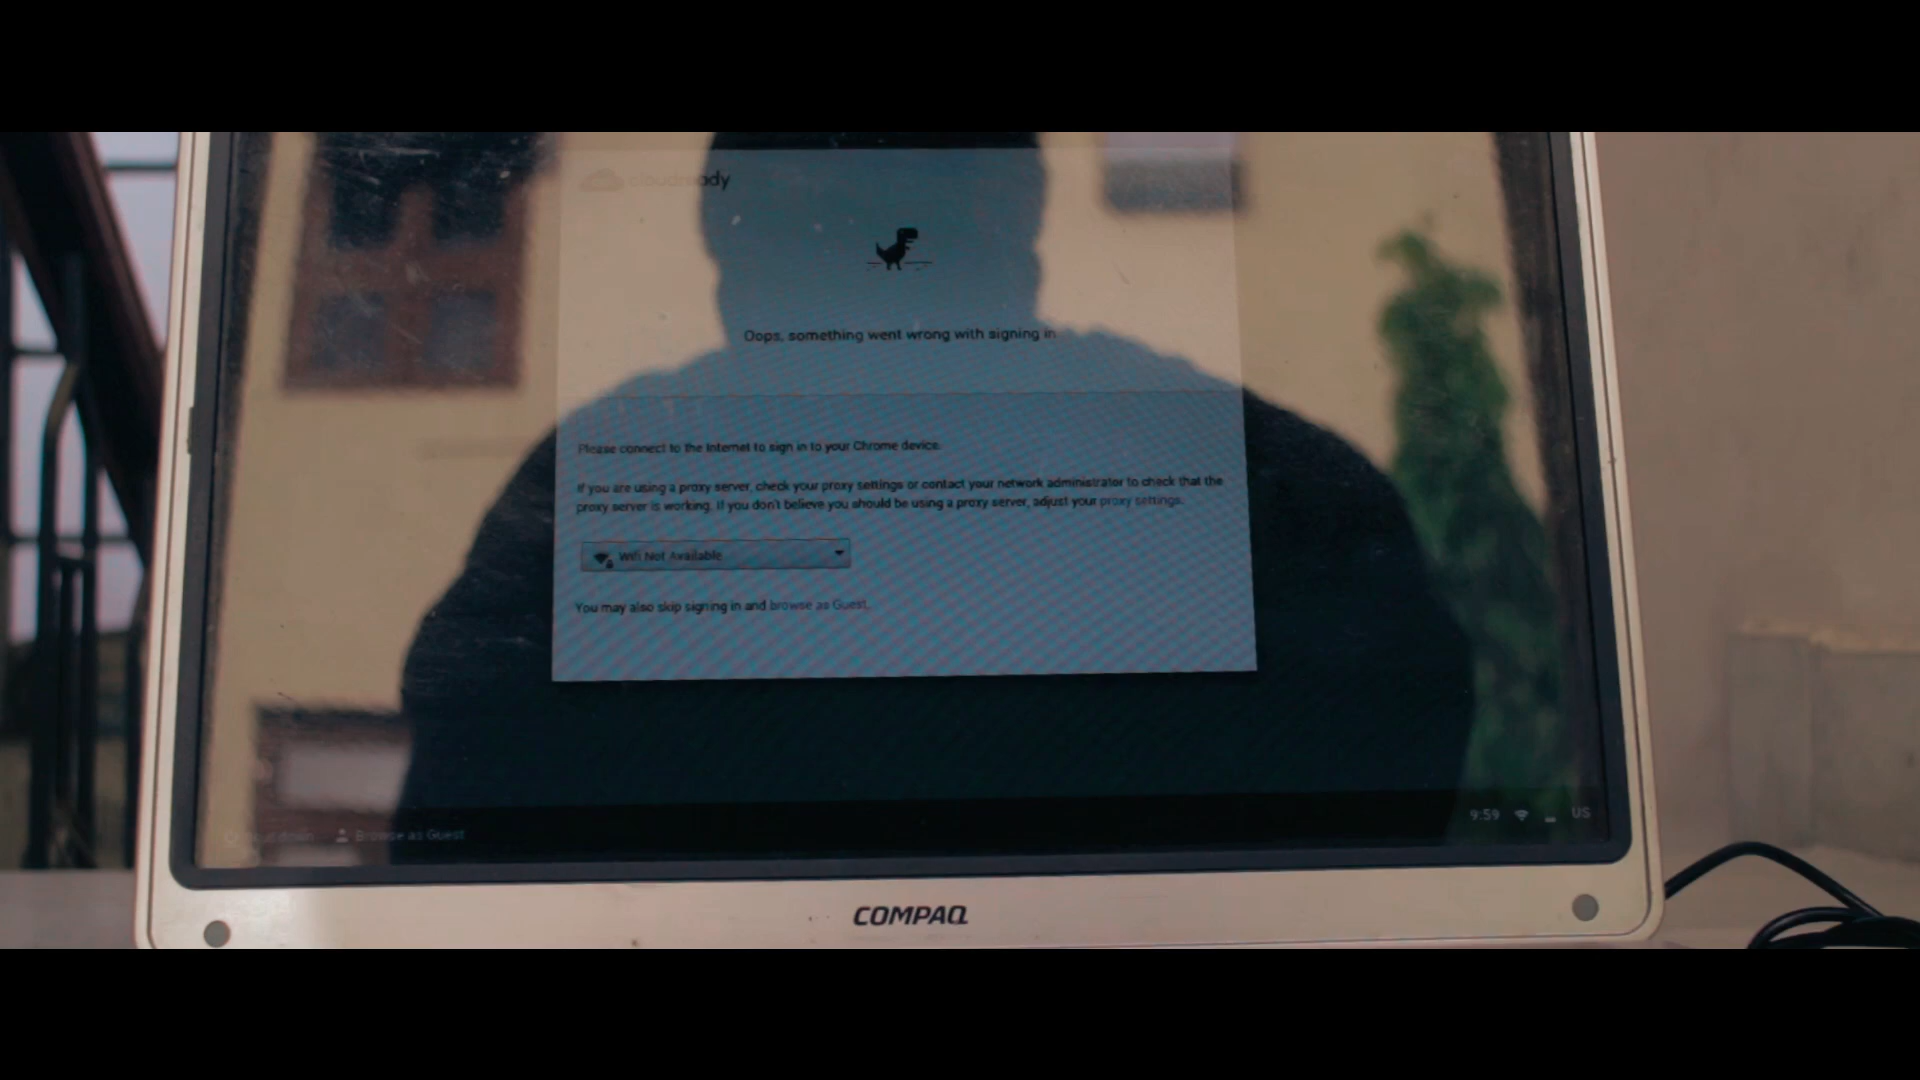 cloudready
Oops, something went wrong with signing in
Please connect to the Internet to sign in to your Chrome device.
If you are using a proxy server, check your proxy settings or contact your network administrator to check that the
proxy server is working. If you don't believe you should be using a proxy server, adjust your proxy settings.
Wifi Not Available
You may also skip signing in and browse as Guest.
Browse as Guest
9:59 US
COMPAQ